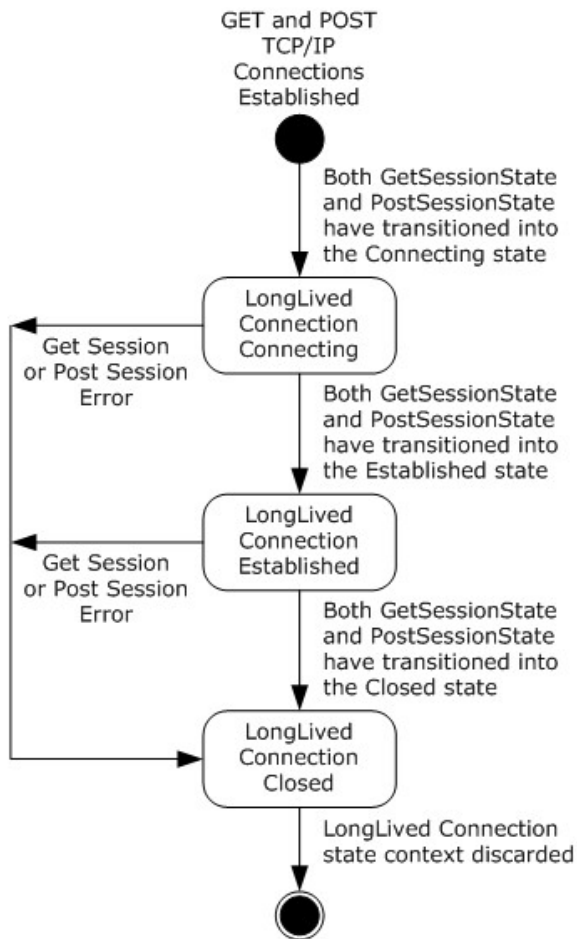 GET and POST
TCP/IP
Connections
Established
Both GetSessionState
and PostSessionState
have transitioned into
the Connecting state
LongLived
Connection
Connecting
Get Session
or Post Session
Error
Both GetSessionState
and PostSessionState
have transitioned into
the Established state
LongLived
Connection
Established
Get Session
or Post Session
Error
Both GetSessionState
and PostSessionState
have transitioned into
the Closed state
LongLived
Connection
Closed
LongLived Connection
state context discarded